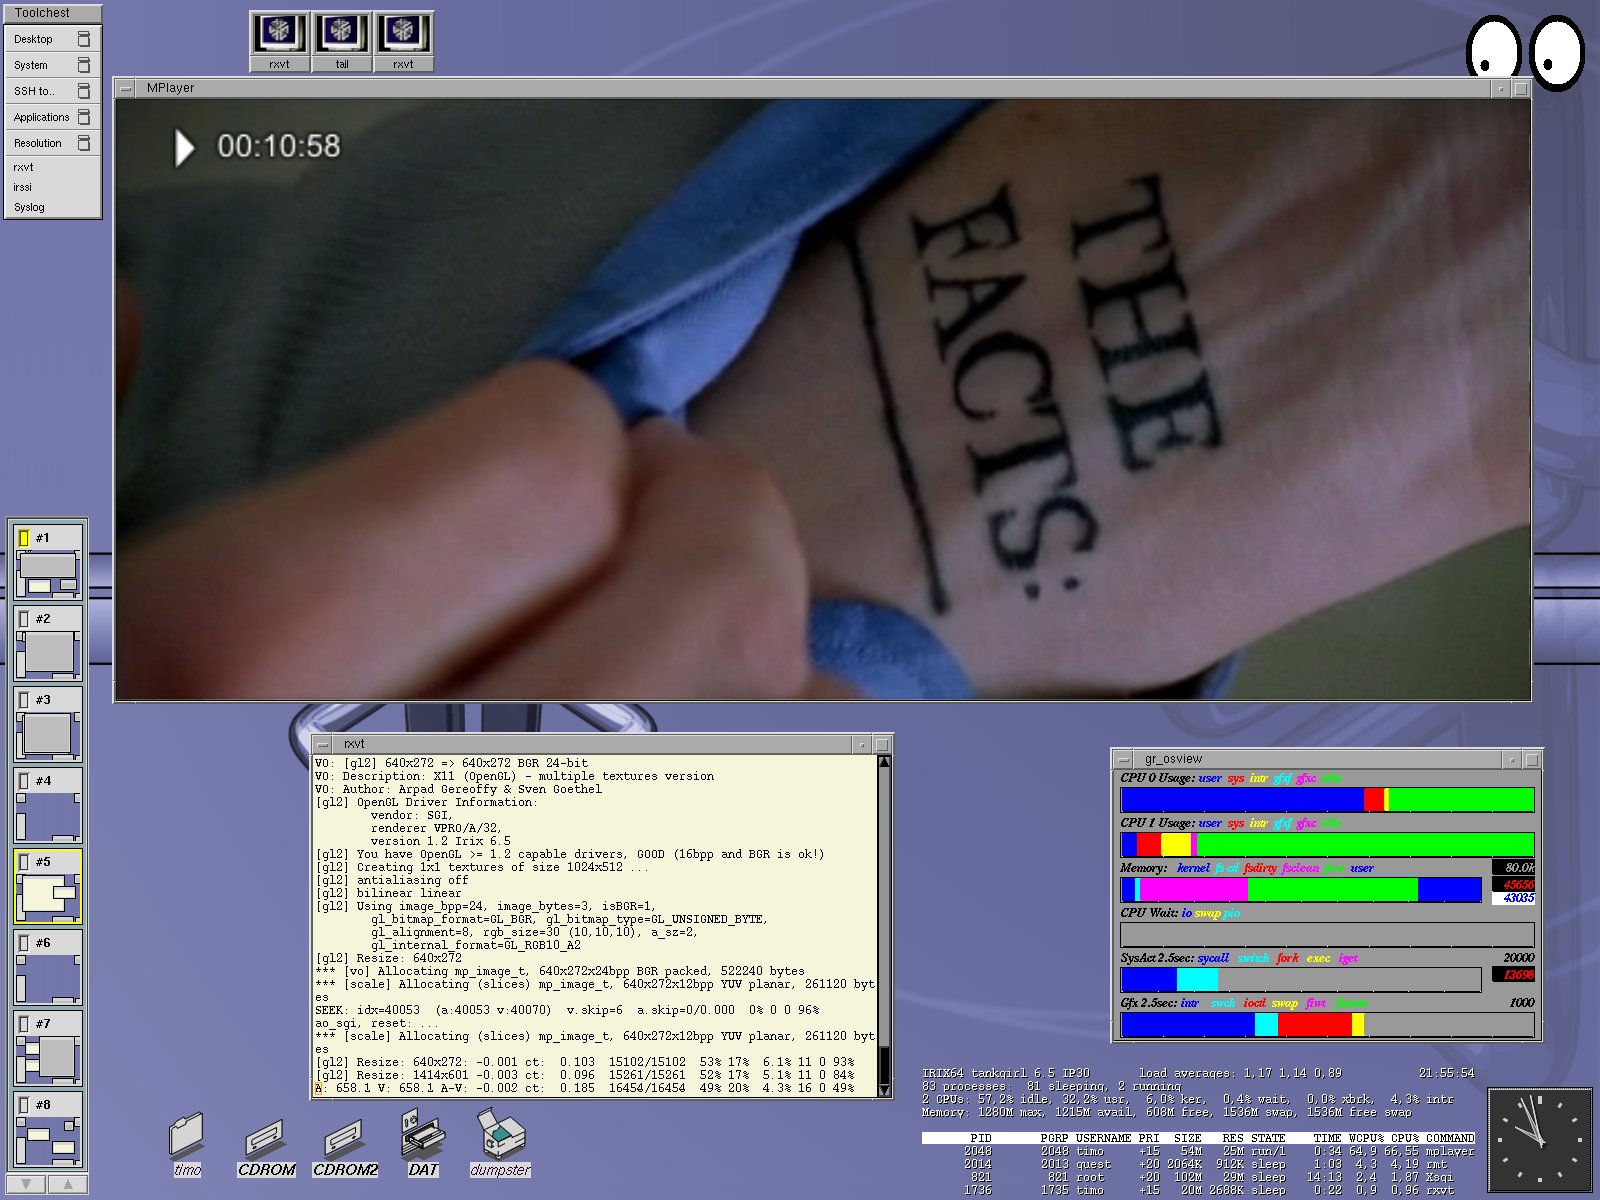 Toolchest
Desktop
System
SSH to..
Applications
Resolution
rxvt
irssi
Syslog
rxvt
tail
rxvt
MPlayer
00:10:58
THE
FACTS:
#1
#2
#3
#4
#5
#6
#7
#8
rxvt
VO: [gl2] 640x272 => 640x272 BGR 24-bit
VO: Description: X11 (OpenGL) - multiple textures version
VO: Author: Arpad Gereoffy & Sven Goethel
[gl2] OpenGL Driver Information:
vendor: SGI,
renderer VPRO/A/32,
version 1.2 Irix 6.5
[gl2] You have OpenGL >= 1.2 capable drivers, GOOD (16bpp and BGR is ok!)
[gl2] Creating 1x1 textures of size 1024x512 ...
[gl2] antialiasing off
[gl2] bilinear linear
[gl2] Using image_bpp=24, image_bytes=3, isBGR=1,
gl_bitmap_format=GL_BGR, gl_bitmap_type=GL_UNSIGNED_BYTE,
gl_alignment=8, rgb_size=30 (10,10,10), a_sz=2,
gl_internal_format=GL_RGB10_A2
[gl2] Resize: 640x272
*** [vo] Allocating mp_image_t, 640x272x24bpp BGR packed, 522240 bytes
*** [scale] Allocating (slices) mp_image_t, 640x272x12bpp YUV planar, 261120 byt
es
SEEK: idx=40053 (a:40053 v:40070) v.skip=6 a.skip=0/0.000 0% 0 0 96%
ao_sgi, reset: ...
*** [scale] Allocating (slices) mp_image_t, 640x272x12bpp YUV planar, 261120 byt
es
[gl2] Resize: 640x272: -0.001 ct: 0.103 15102/15102 53% 17% 6.1% 11 0 93%
[gl2] Resize: 1414x601 -0.003 ct: 0.096 15261/15261 52% 17% 5.1% 11 0 84%
A: 658.1 V: 658.1 A-V: -0.002 ct: 0.185 16454/16454 49% 20% 4.3% 16 0 49%
gr_osview
CPU 0 Usage: user sys intr gfxf gfxc idle
CPU 1 Usage: user sys intr gfxf gfxc idle
Memory: kernel fs ctl fsdirty fsclean free user
80.0k
45656
43035
CPU Wait: io swap pio
SysAct 2.5sec: syscall switch fork exec iget
20000
13698
Gfx 2.5sec: intr swch ioctl swap fiwt
1000
IRIX64 tankgirl 6.5 IP30 load averages: 1,17 1,14 0,89 21:55:54
83 processes: 81 sleeping, 2 running
2 CPUs: 57,2% idle, 32,2% usr, 6,0% ker, 0,4% wait, 0,0% xbrk, 4,3% intr
Memory: 1280M max, 1215M avail, 608M free, 1536M swap, 1536M free swap
PID PGRP USERNAME PRI SIZE RES STATE TIME WCPU% CPU% COMMAND
2048 2048 timo +15 54M 25M run/1 0:34 64,9 66,55 mplayer
2014 2013 guest +20 2064K 912K sleep 1:03 4,3 4,19 rmt
821 821 root +20 102M 29M sleep 14:13 2,4 1,87 Xsgi
1736 1735 timo +15 20M 2688K sleep 0:22 0,9 0,96 rxvt
timo
CDROM
CDROM2
DAT
dumpster